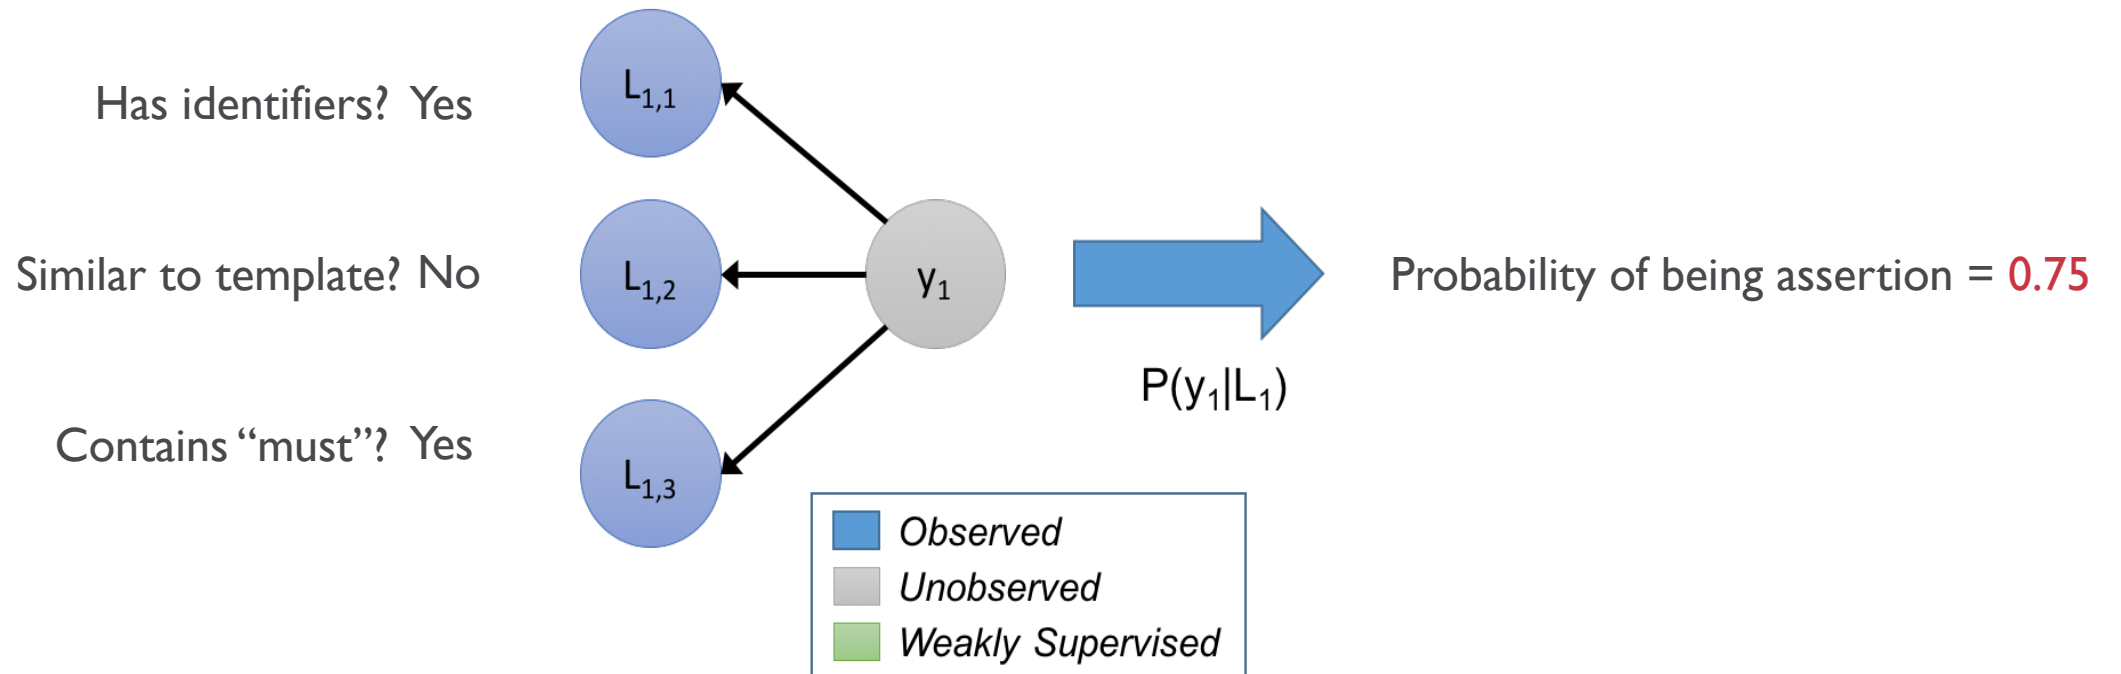 Has identifiers? Yes
L1,1
Similar to template? No
L1,2
y1
Probability of being assertion = 0.75
P(y1|L1)
Contains “must”? Yes
L1,3
Observed
Unobserved
Weakly Supervised